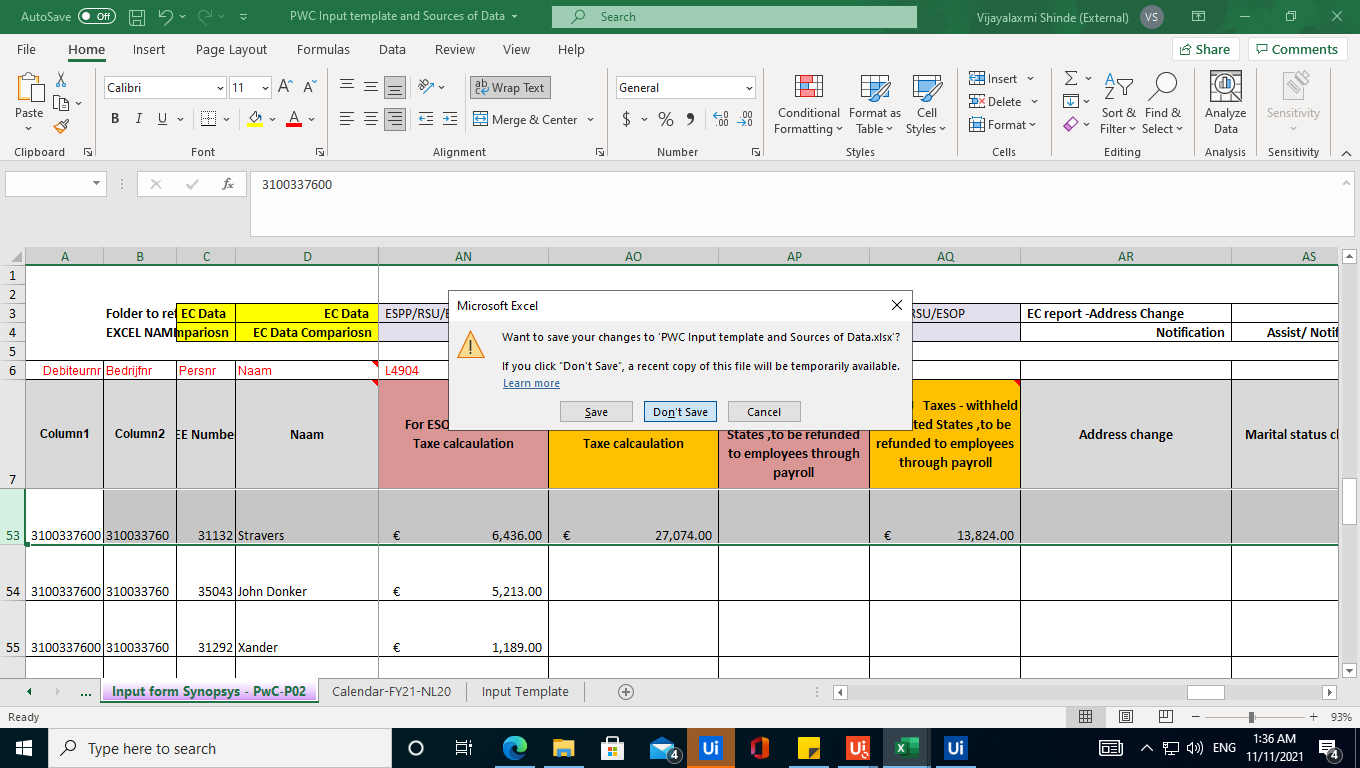 AutoSave Off PWC Input template and Sources of Data Search Vijayalaxmi Shinde (External) VS
File Home Insert Page Layout Formulas Data Review View Help Share Comments
Paste Calibri 11 Wrap Text General Conditional Formatting Format as Table Cell Styles Insert Delete Format Sort & Filter Find & Select Analyze Data Sensitivity
B I U Merge & Center $ %
Clipboard Font Alignment Number Styles Cells Editing Analysis Sensitivity
fx 3100337600
A B C D AN AO AP AQ AR AS
1
2
3 Folder to ref EC Data EC Data ESPP/RSU/E RSU/ESOP EC report -Address Change
4 EXCEL NAM mparisosn EC Data Comparisosn Notification Assist/ Notif
5
6 Debiteurnr Bedrijfnr Persnr Naam L4904
7 Column1 Column2 EE Number Naam
For ESO
Taxe calcaulation
Taxe calcaulation
States ,to be refunded
to employees through
payroll
Taxes - withheld
ted States ,to be
refunded to employees
through payroll
Address change
Marital status c
53 3100337600 310033760 31132 Stravers € 6,436.00 € 27,074.00 € 13,824.00
54 3100337600 310033760 35043 John Donker € 5,213.00
55 3100337600 310033760 31292 Xander € 1,189.00
Microsoft Excel
Want to save your changes to 'PWC Input template and Sources of Data.xlsx'?
If you click "Don't Save", a recent copy of this file will be temporarily available.
Learn more
Save Don't Save Cancel
... Input form Synopsys - PwC-P02 Calendar-FY21-NL20 Input Template
Ready 93%
Type here to search 4 Ui Ui Ui ENG 1:36 AM
11/11/2021 4